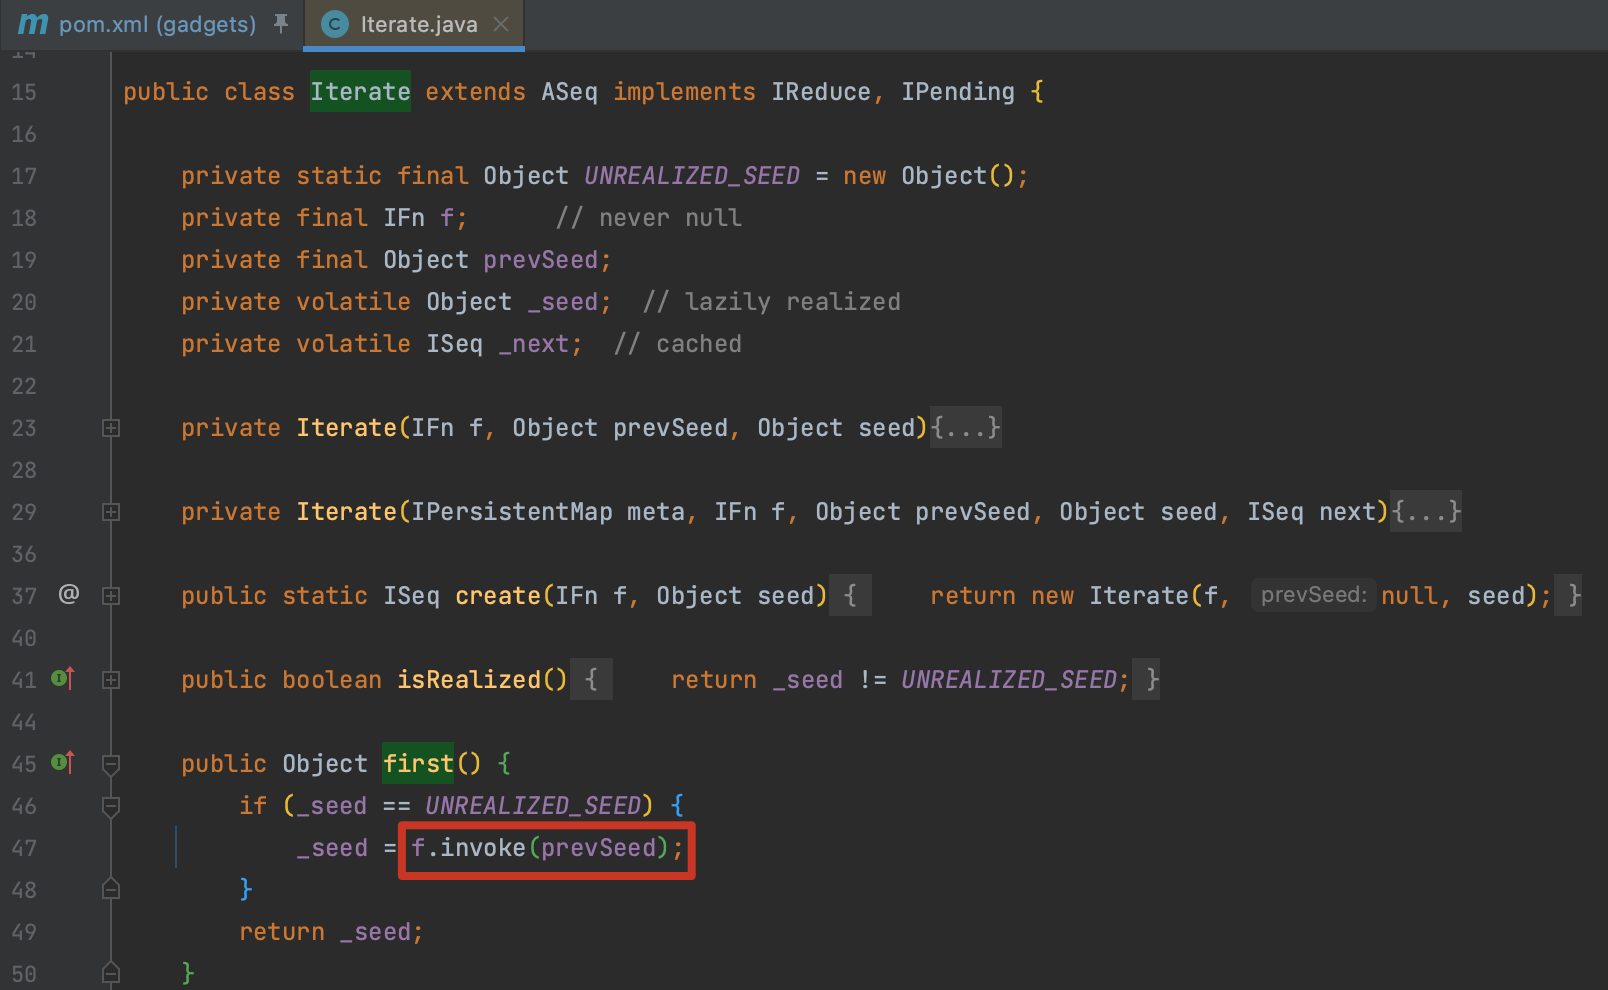 m pom.xml (gadgets) C Iterate.java
14
15 public class Iterate extends ASeq implements IReduce, IPending {
16
17 private static final Object UNREALIZED_SEED = new Object();
18 private final IFn f; // never null
19 private final Object prevSeed;
20 private volatile Object _seed; // lazily realized
21 private volatile ISeq _next; // cached
22
23 private Iterate(IFn f, Object prevSeed, Object seed){...}
28
29 private Iterate(IPersistentMap meta, IFn f, Object prevSeed, Object seed, ISeq next){...}
36
37 @ public static ISeq create(IFn f, Object seed) { return new Iterate(f, prevSeed: null, seed); }
40
41 public boolean isRealized() { return _seed != UNREALIZED_SEED; }
44
45 public Object first() {
46 if (_seed == UNREALIZED_SEED) {
47 _seed = f.invoke(prevSeed);
48 }
49 return _seed;
50 }